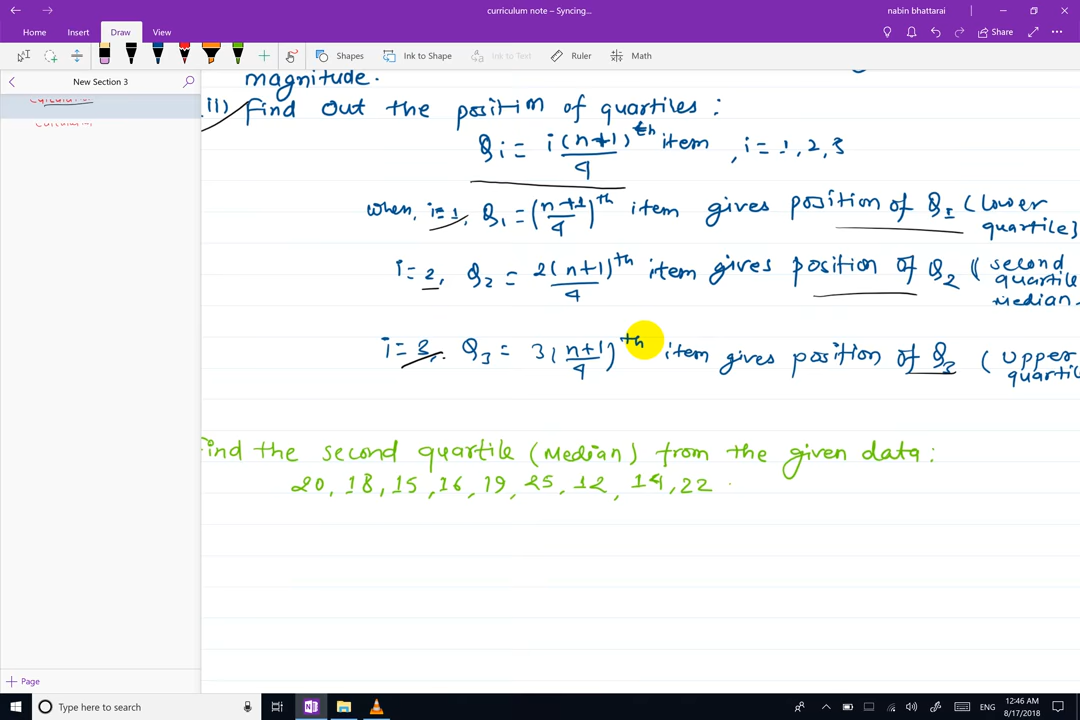 curriculum note – Syncing...
nabin bhattarai
Home Insert Draw View
Share
Shapes Ink to Shape Ink to Text Ruler Math
New Section 3
magnitude.
ii) Find out the position of quartiles :
Qi = i(n+1)/4 th item , i = 1, 2, 3
when, i=1, Q1 = (n+1/4)th item gives position of Q1 (lower
quartile)
i=2, Q2 = 2(n+1)/4 th item gives position of Q2 (second
quartile
median
i=3, Q3 = 3(n+1/4)th item gives position of Q3 (upper
quartile
Find the second quartile (Median) from the given data:
20, 18, 15, 16, 19, 25, 12, 14, 22
+ Page
Type here to search
ENG
12:46 AM
8/17/2018